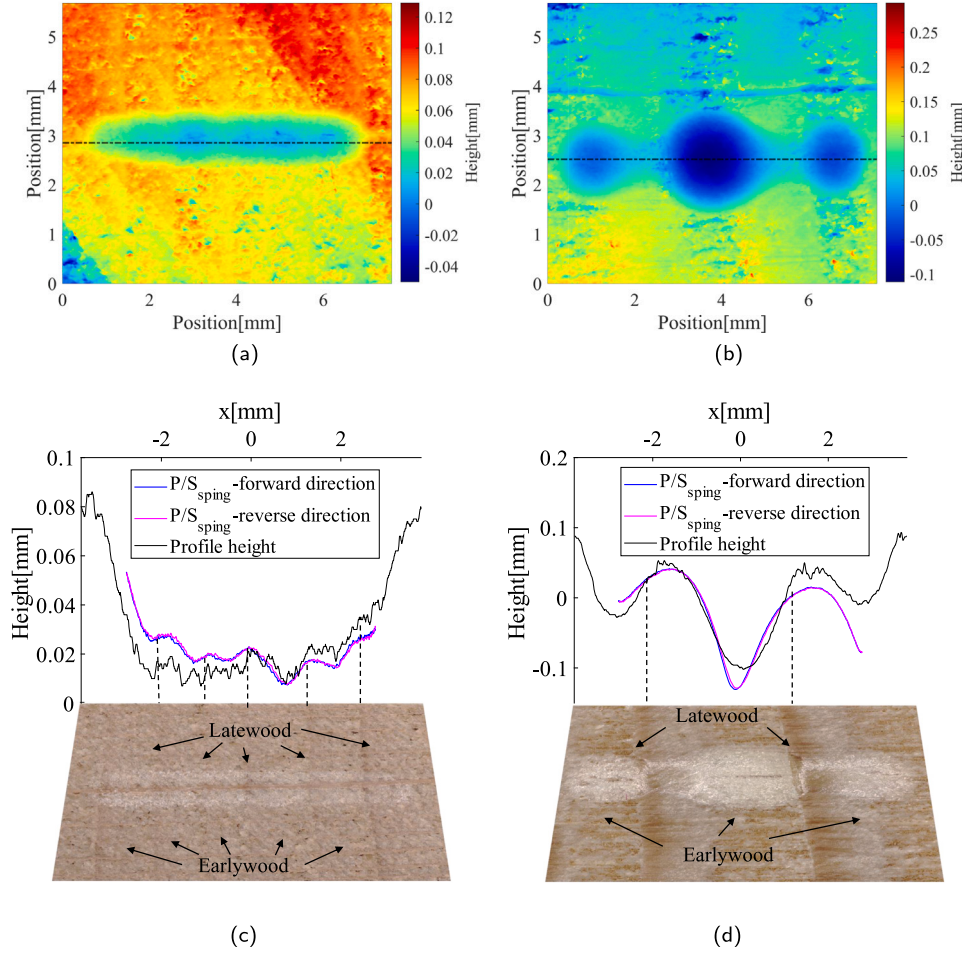 5
4
3
2
1
0
Position[mm]
0 2 4 6
Position[mm]
0.12
0.1
0.08
0.06
0.04
0.02
0
-0.02
-0.04
Height[mm]
(a)
5
4
3
2
1
0
Position[mm]
0 2 4 6
Position[mm]
0.25
0.2
0.15
0.1
0.05
0
-0.05
-0.1
Height[mm]
(b)
x[mm]
-2 0 2
0.1
0.08
0.06
0.04
0.02
0
Height[mm]
P/Ssping-forward direction
P/Ssping-reverse direction
Profile height
Latewood
Earlywood
(c)
x[mm]
-2 0 2
0.2
0.1
0
-0.1
Height[mm]
P/Ssping-forward direction
P/Ssping-reverse direction
Profile height
Latewood
Earlywood
(d)